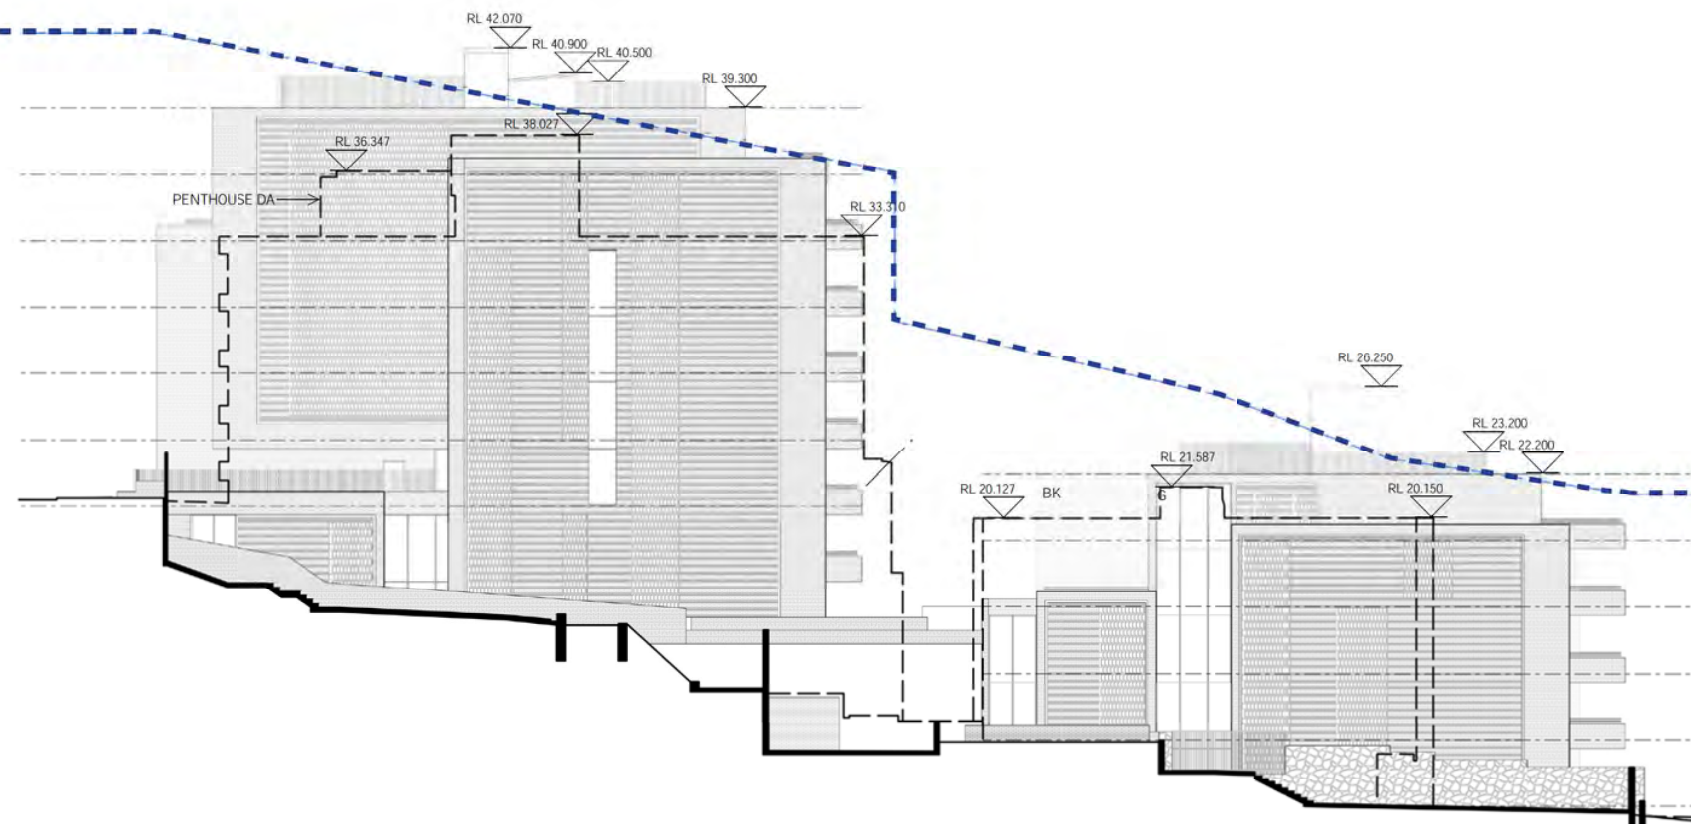 RL 42.070
RL 40.900
RL 40.500
RL 39.300
RL 38.027
RL 36.347
PENTHOUSE DA
RL 33.310
RL 26.250
RL 23.200
RL 22.200
RL 21.587
RL 20.127
BK
G
RL 20.150